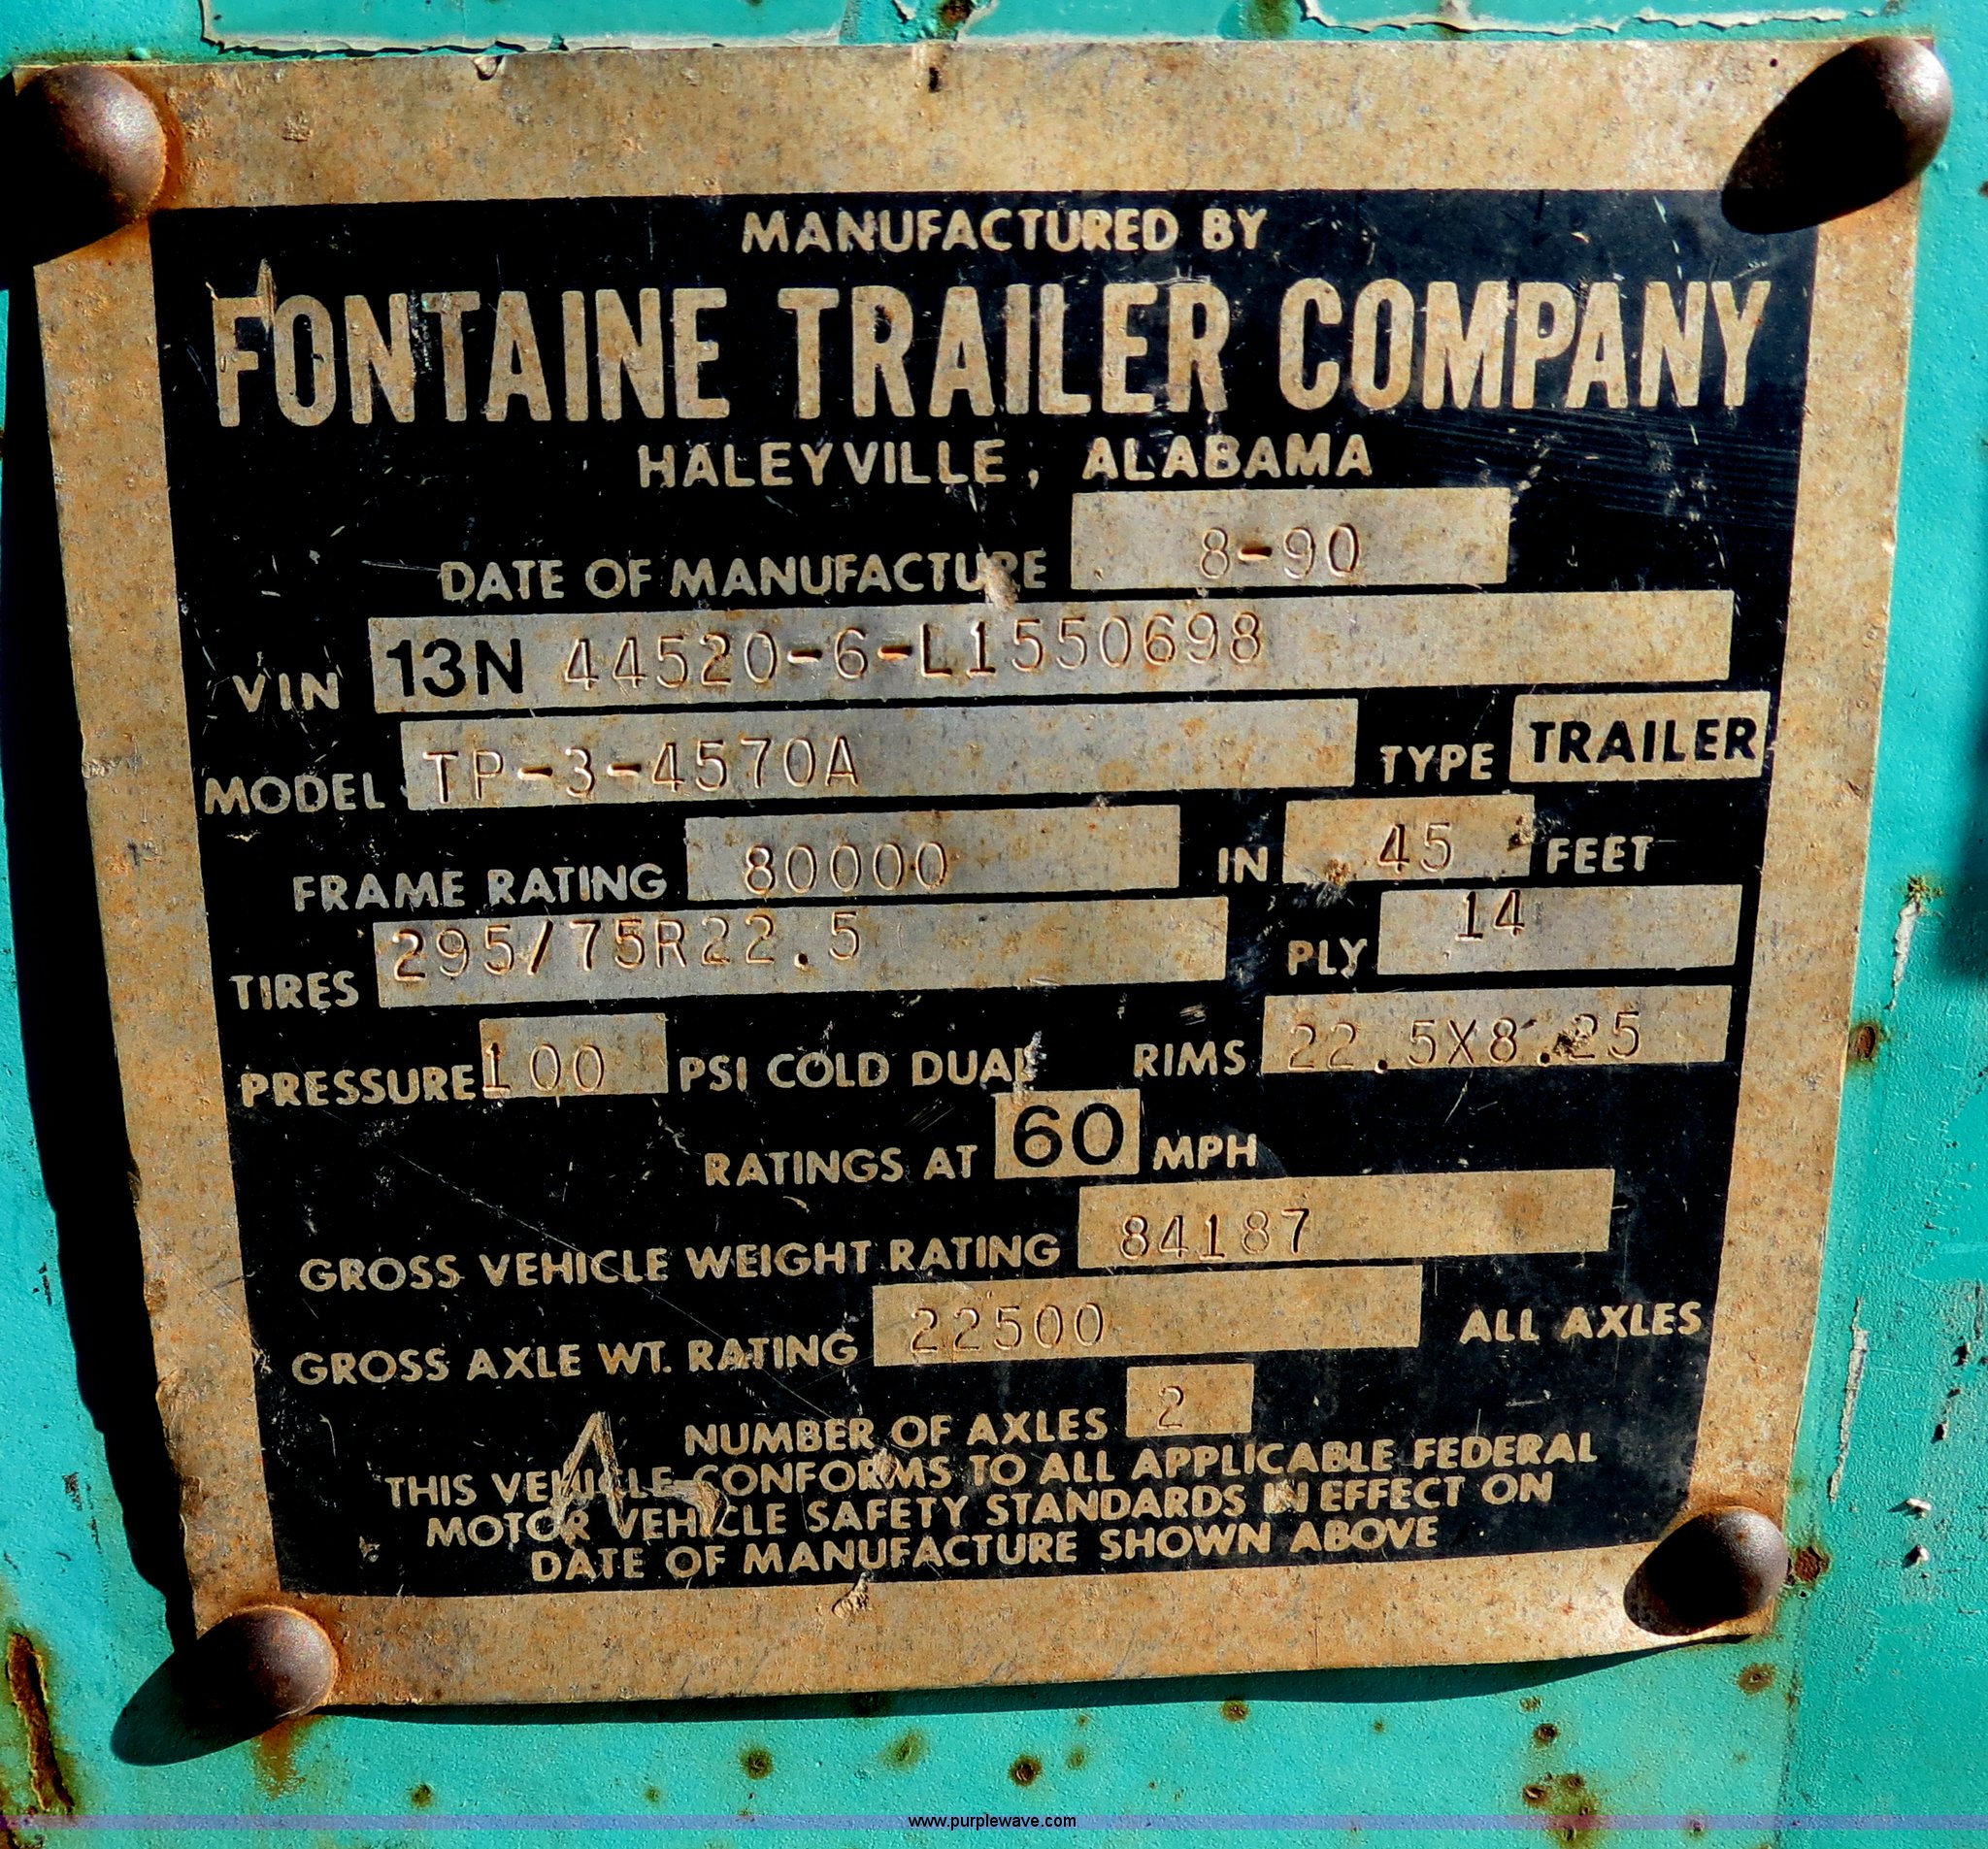 MANUFACTURED BY
FONTAINE TRAILER COMPANY
HALEYVILLE, ALABAMA
DATE OF MANUFACTURE 8-90
VIN 13N 44520-6-L1550698
MODEL TP-3-4570A TYPE TRAILER
FRAME RATING 80000 IN 45 FEET
TIRES 295/75R22.5 PLY 14
PRESSURE 100 PSI COLD DUAL RIMS 22.5X8.25
RATINGS AT 60 MPH
GROSS VEHICLE WEIGHT RATING 84187
GROSS AXLE WT. RATING 22500 ALL AXLES
NUMBER OF AXLES 2
THIS VEHICLE CONFORMS TO ALL APPLICABLE FEDERAL
MOTOR VEHICLE SAFETY STANDARDS IN EFFECT ON
DATE OF MANUFACTURE SHOWN ABOVE
www.purplewave.com